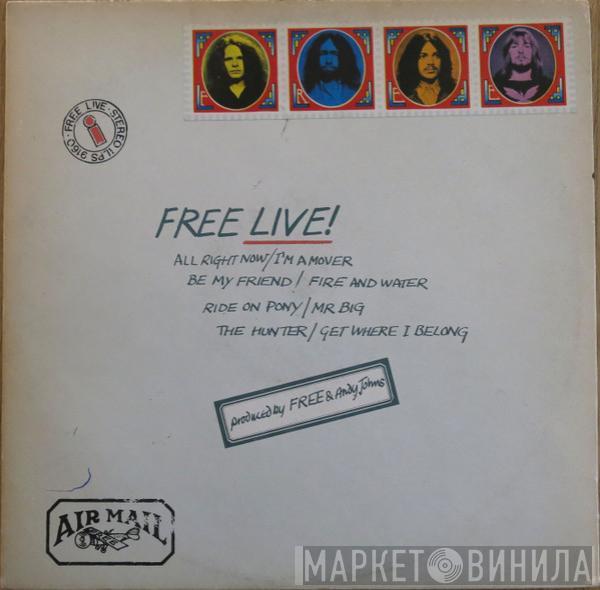 F R E E
FREE LIVE · STEREO ILPS 9160 ·
i
FREE LIVE!
ALL RIGHT NOW/I'M A MOVER
BE MY FRIEND/ FIRE AND WATER
RIDE ON PONY/MR BIG
THE HUNTER/GET WHERE I BELONG
produced by FREE & Andy Johns
AIR MAIL
МАРКЕТ ВИНИЛА